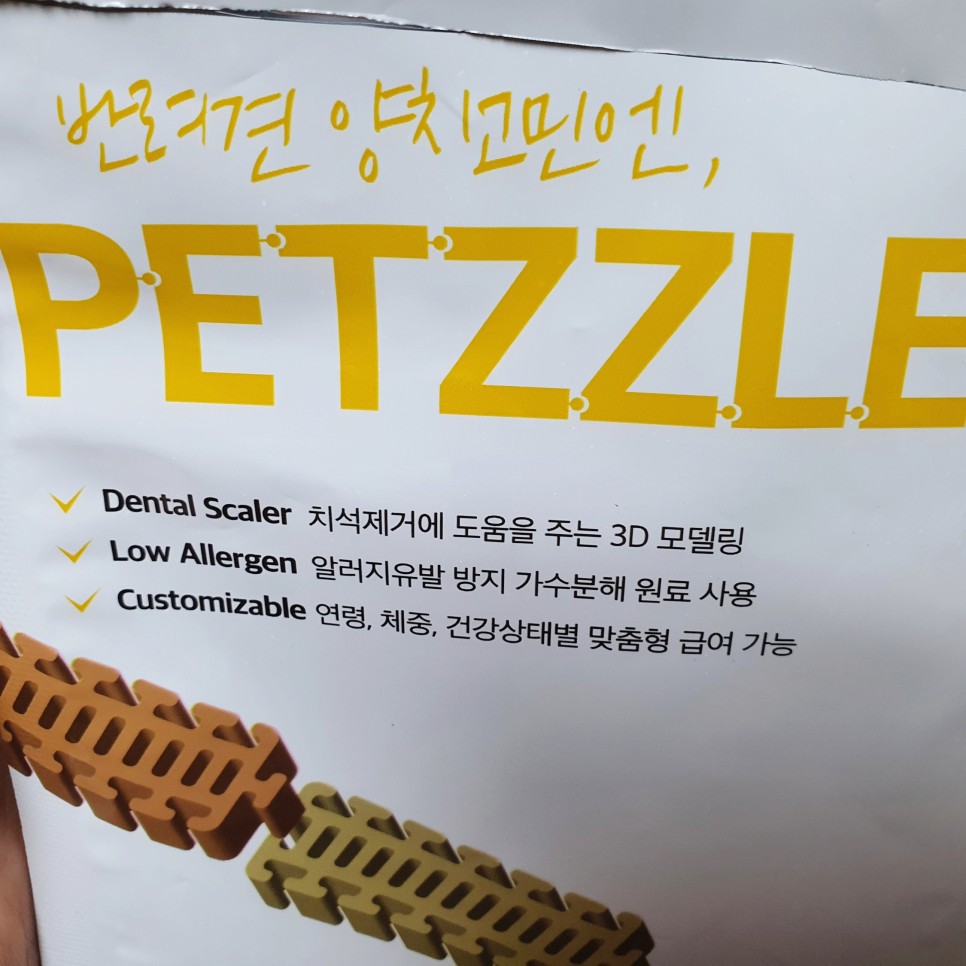 반려견 양치고민엔,
PETZZLE
Dental Scaler 치석제거에 도움을 주는 3D 모델링
Low Allergen 알러지유발 방지 가수분해 원료 사용
Customizable 연령, 체중, 건강상태별 맞춤형 급여 가능